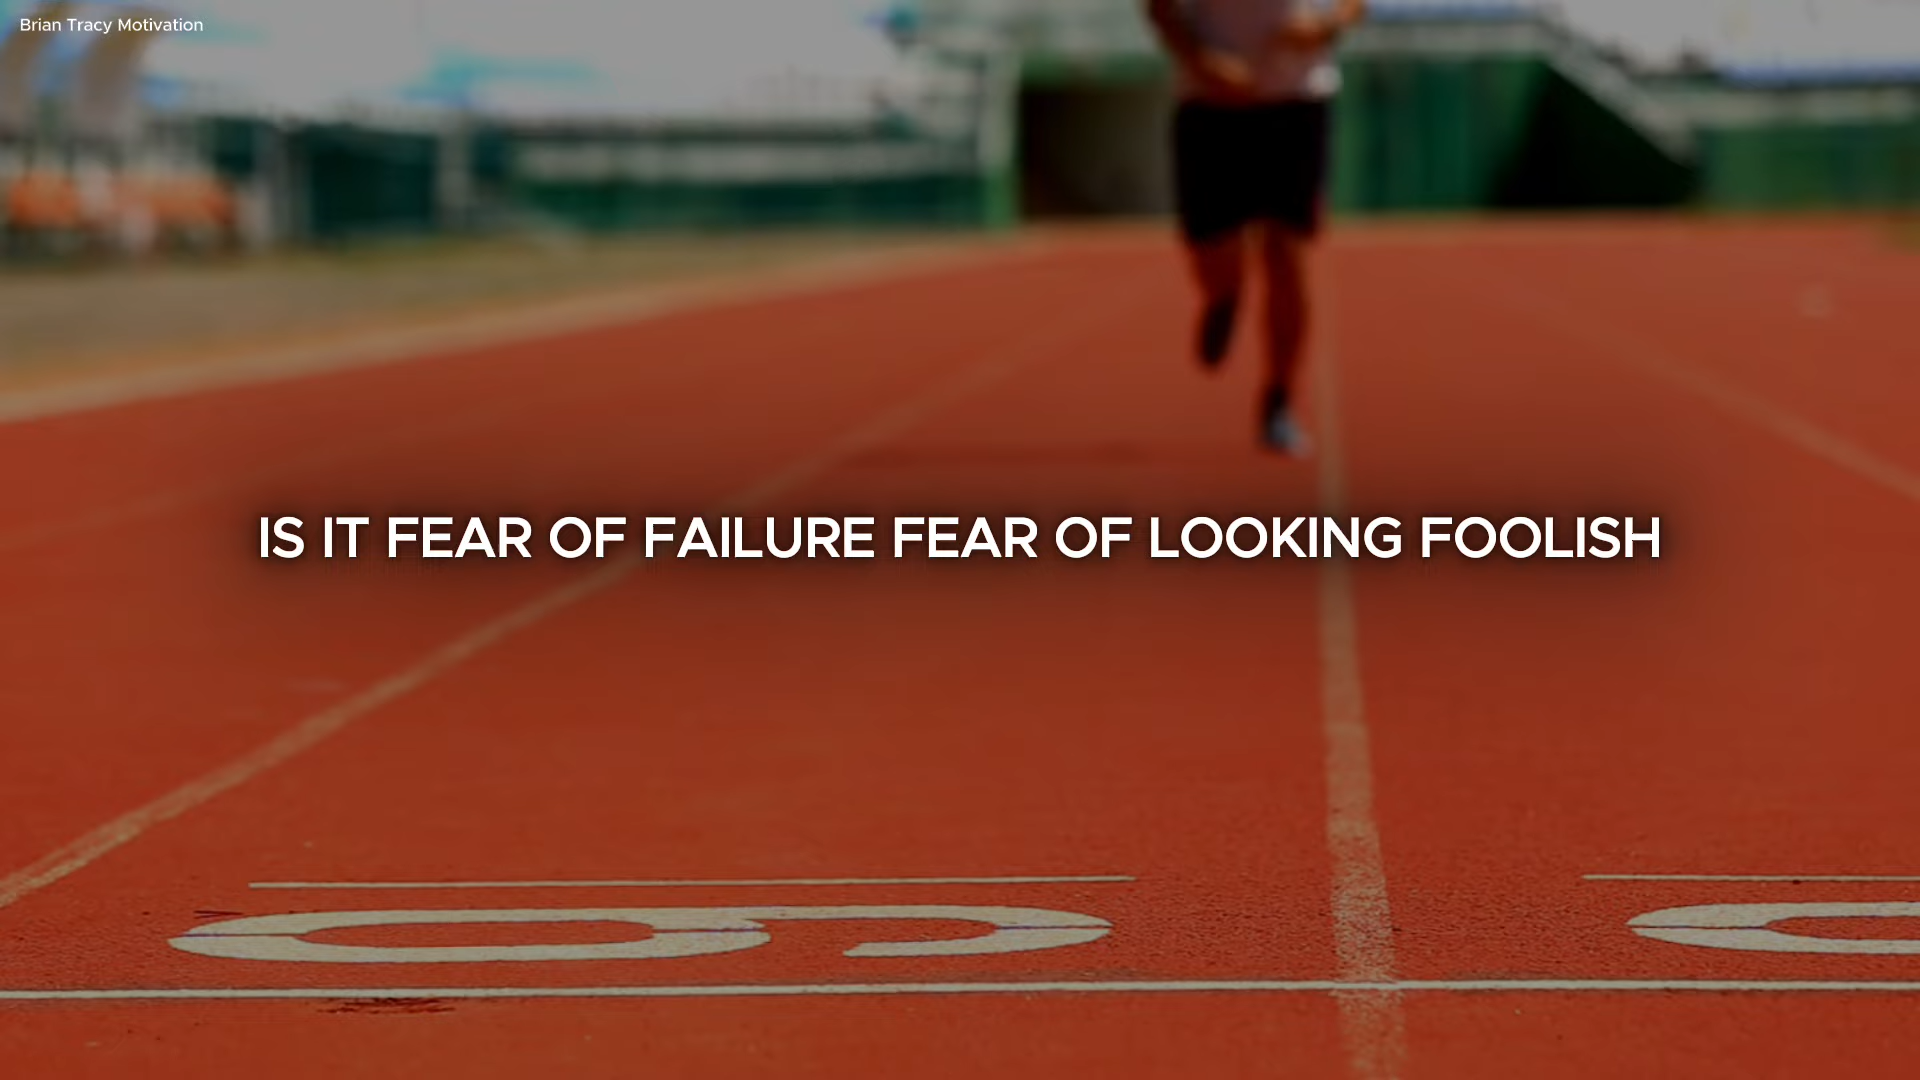 Brian Tracy Motivation
IS IT FEAR OF FAILURE FEAR OF LOOKING FOOLISH